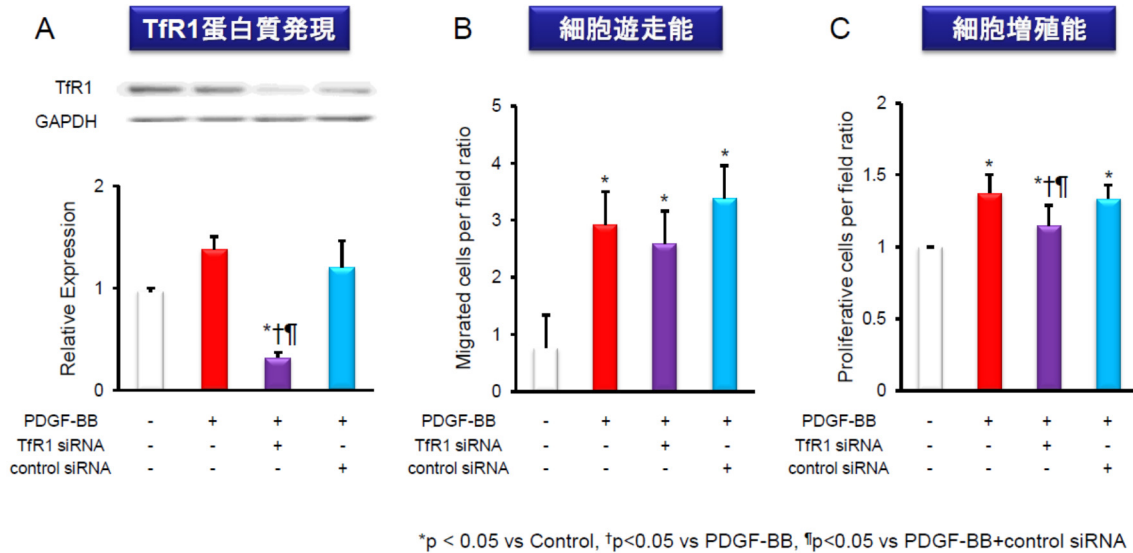 A
TfR1蛋白質発現
TfR1
GAPDH
Relative Expression
2
1
0
*†¶
PDGF-BB - + + +
TfR1 siRNA - - + -
control siRNA - - - +
B
細胞遊走能
Migrated cells per field ratio
5
4
3
2
1
0
* * *
PDGF-BB - + + +
TfR1 siRNA - - + -
control siRNA - - - +
C
細胞増殖能
Proliferative cells per field ratio
2
1.5
1
0.5
0
* *†¶ *
PDGF-BB - + + +
TfR1 siRNA - - + -
control siRNA - - - +
*p < 0.05 vs Control, †p<0.05 vs PDGF-BB, ¶p<0.05 vs PDGF-BB+control siRNA